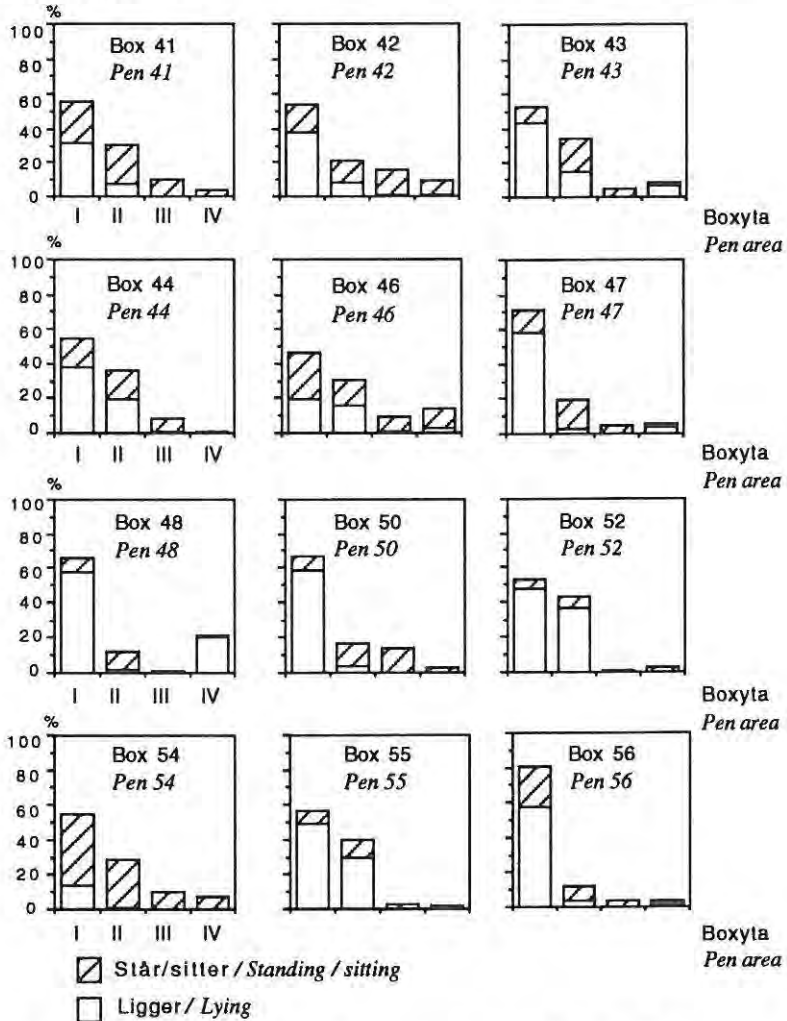 %
Box 41
Pen 41
Box 42
Pen 42
Box 43
Pen 43
100
80
60
40
20
0
I II III IV
Boxyta
Pen area
%
Box 44
Pen 44
Box 46
Pen 46
Box 47
Pen 47
100
80
60
40
20
0
I II III IV
Boxyta
Pen area
%
Box 48
Pen 48
Box 50
Pen 50
Box 52
Pen 52
100
80
60
40
20
0
I II III IV
Boxyta
Pen area
%
Box 54
Pen 54
Box 55
Pen 55
Box 56
Pen 56
100
80
60
40
20
0
I II III IV
Boxyta
Pen area
Står/sitter / Standing / sitting
Ligger / Lying